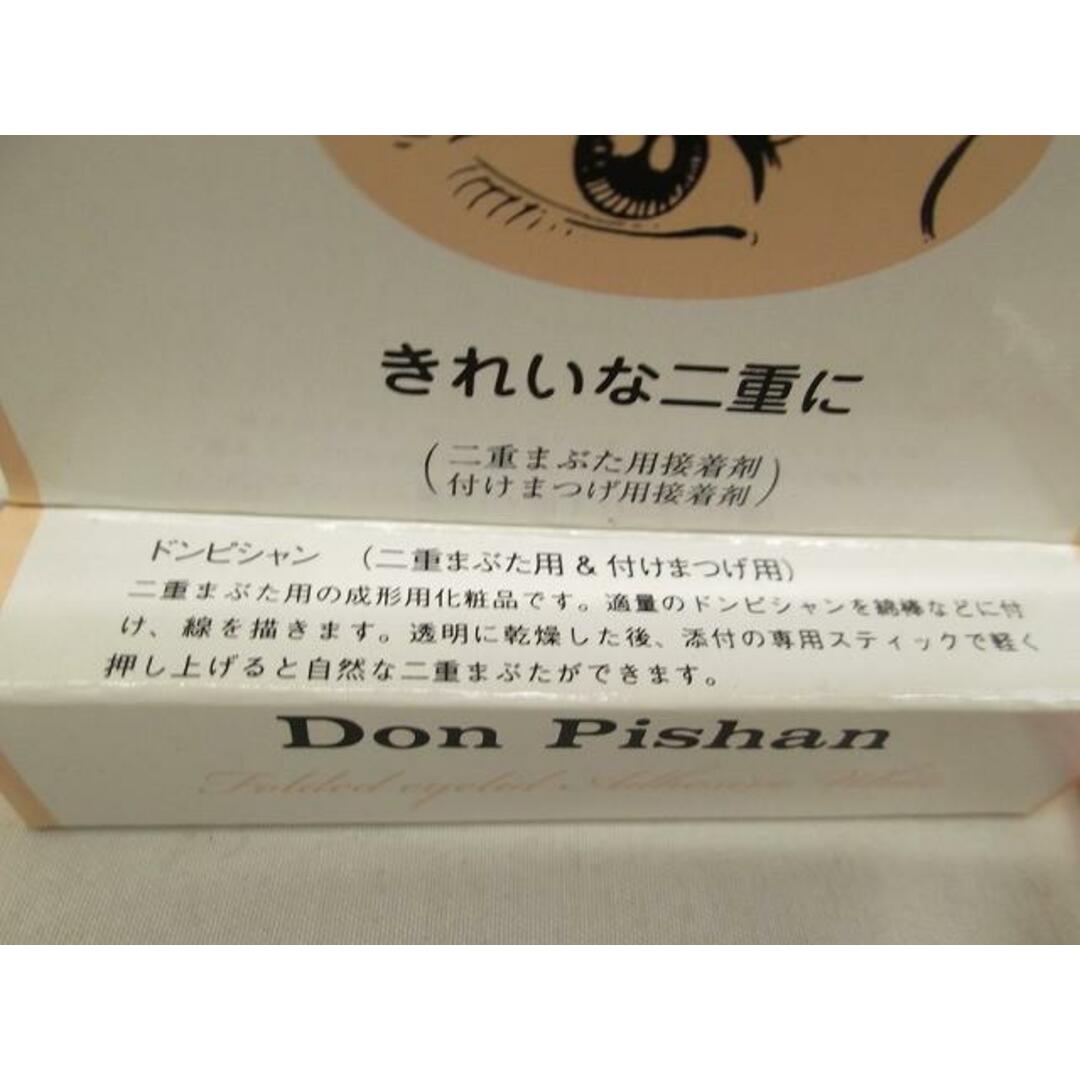 きれいな二重に
(二重まぶた用接着剤
付けまつげ用接着剤)
ドンピシャン (二重まぶた用 & 付けまつげ用)
二重まぶた用の成形用化粧品です。適量のドンピシャンを綿棒などに付
け、線を描きます。透明に乾燥した後、添付の専用スティックで軽く
押し上げると自然な二重まぶたができます。
Don Pishan
Folded eyelid Adhesive White